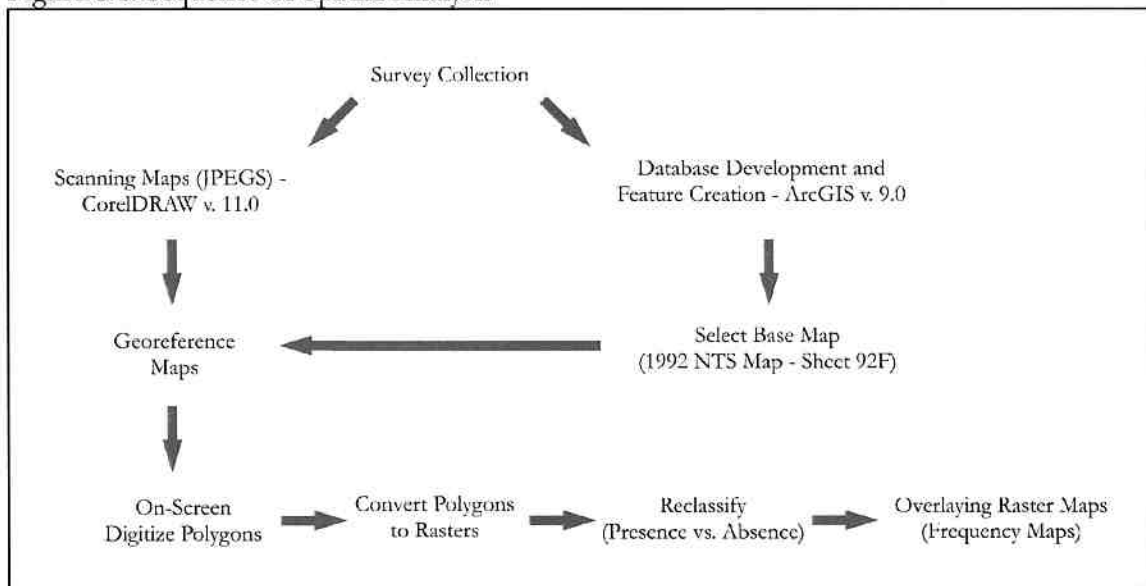 Survey Collection
Scanning Maps (JPEGS) -
CorelDRAW v. 11.0
Database Development and
Feature Creation - ArcGIS v. 9.0
Georeference
Maps
Select Base Map
(1992 NTS Map - Sheet 92F)
On-Screen
Digitize Polygons
Convert Polygons
to Rasters
Reclassify
(Presence vs. Absence)
Overlaying Raster Maps
(Frequency Maps)